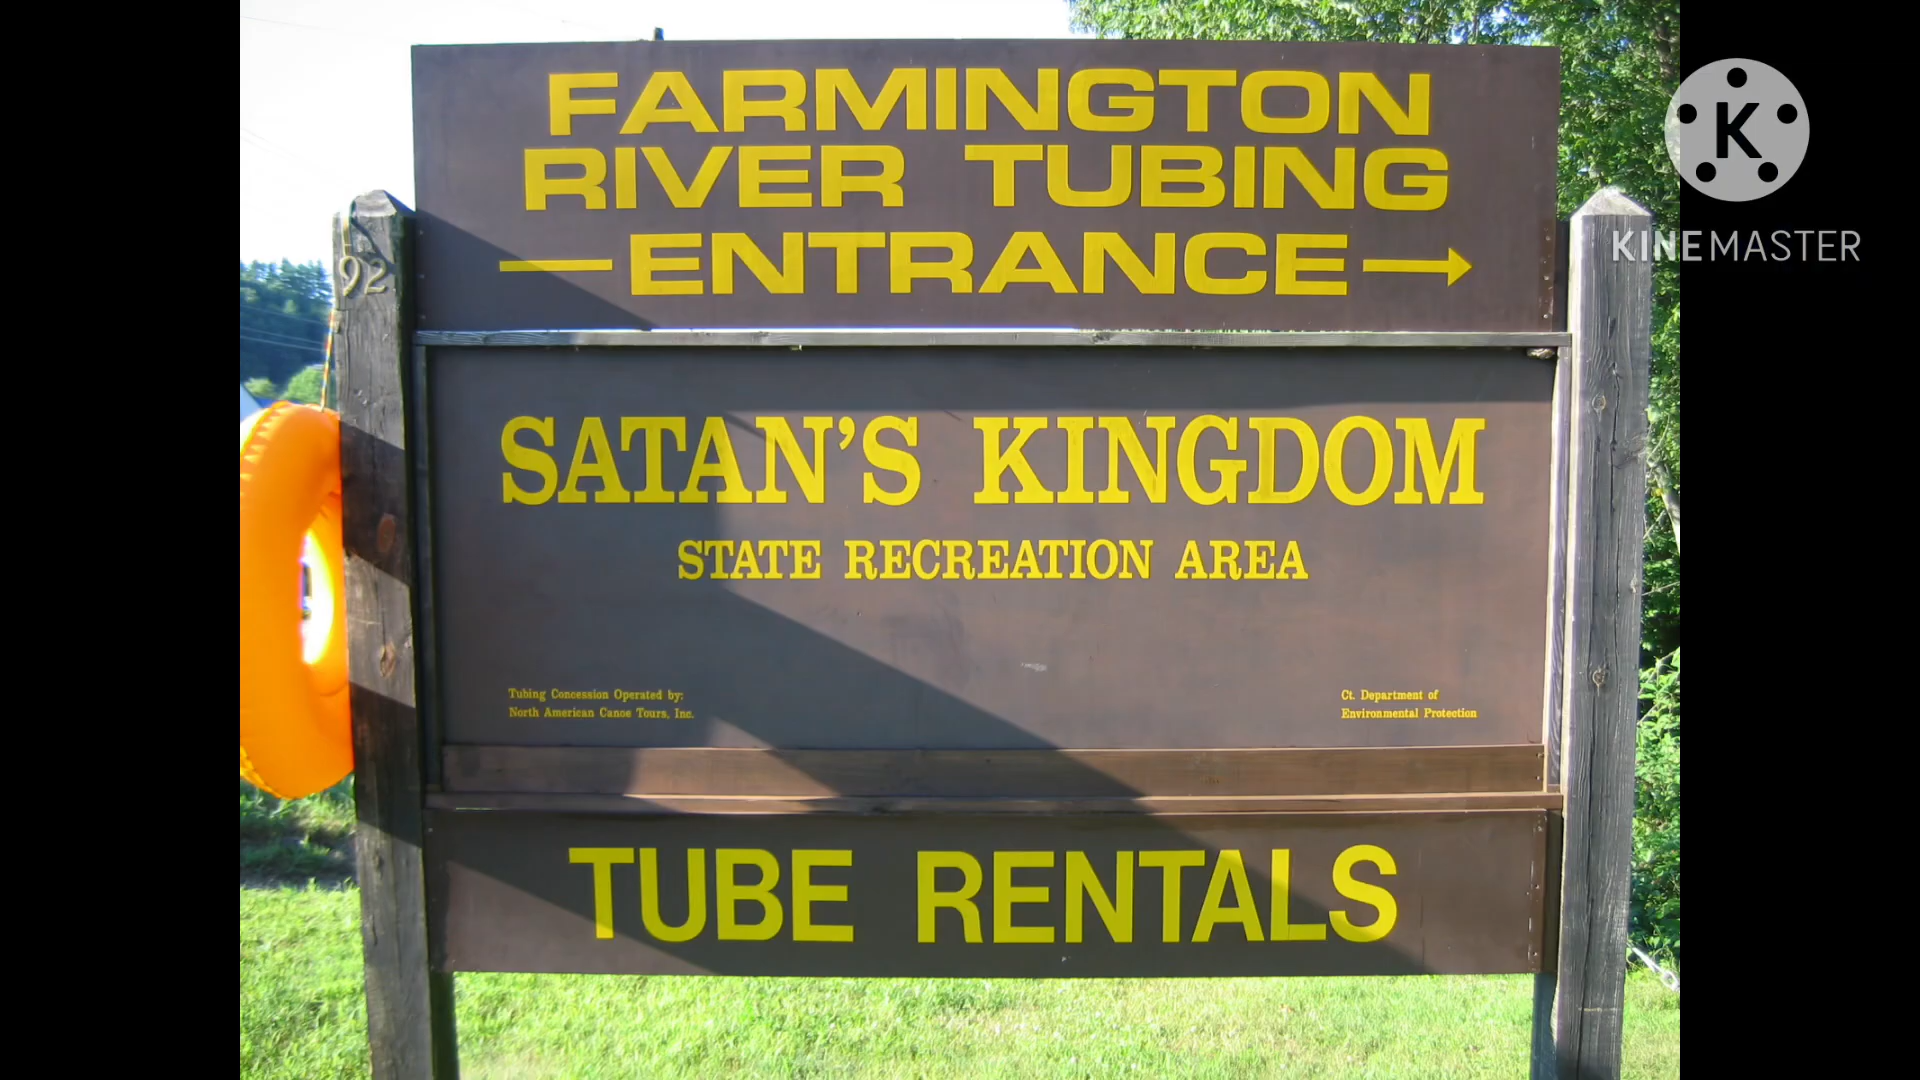 FARMINGTON
RIVER TUBING
ENTRANCE
92
SATAN'S KINGDOM
STATE RECREATION AREA
Tubing Concession Operated by:
North American Canoe Tours, Inc.
Ct. Department of
Environmental Protection
TUBE RENTALS
K
KINEMASTER